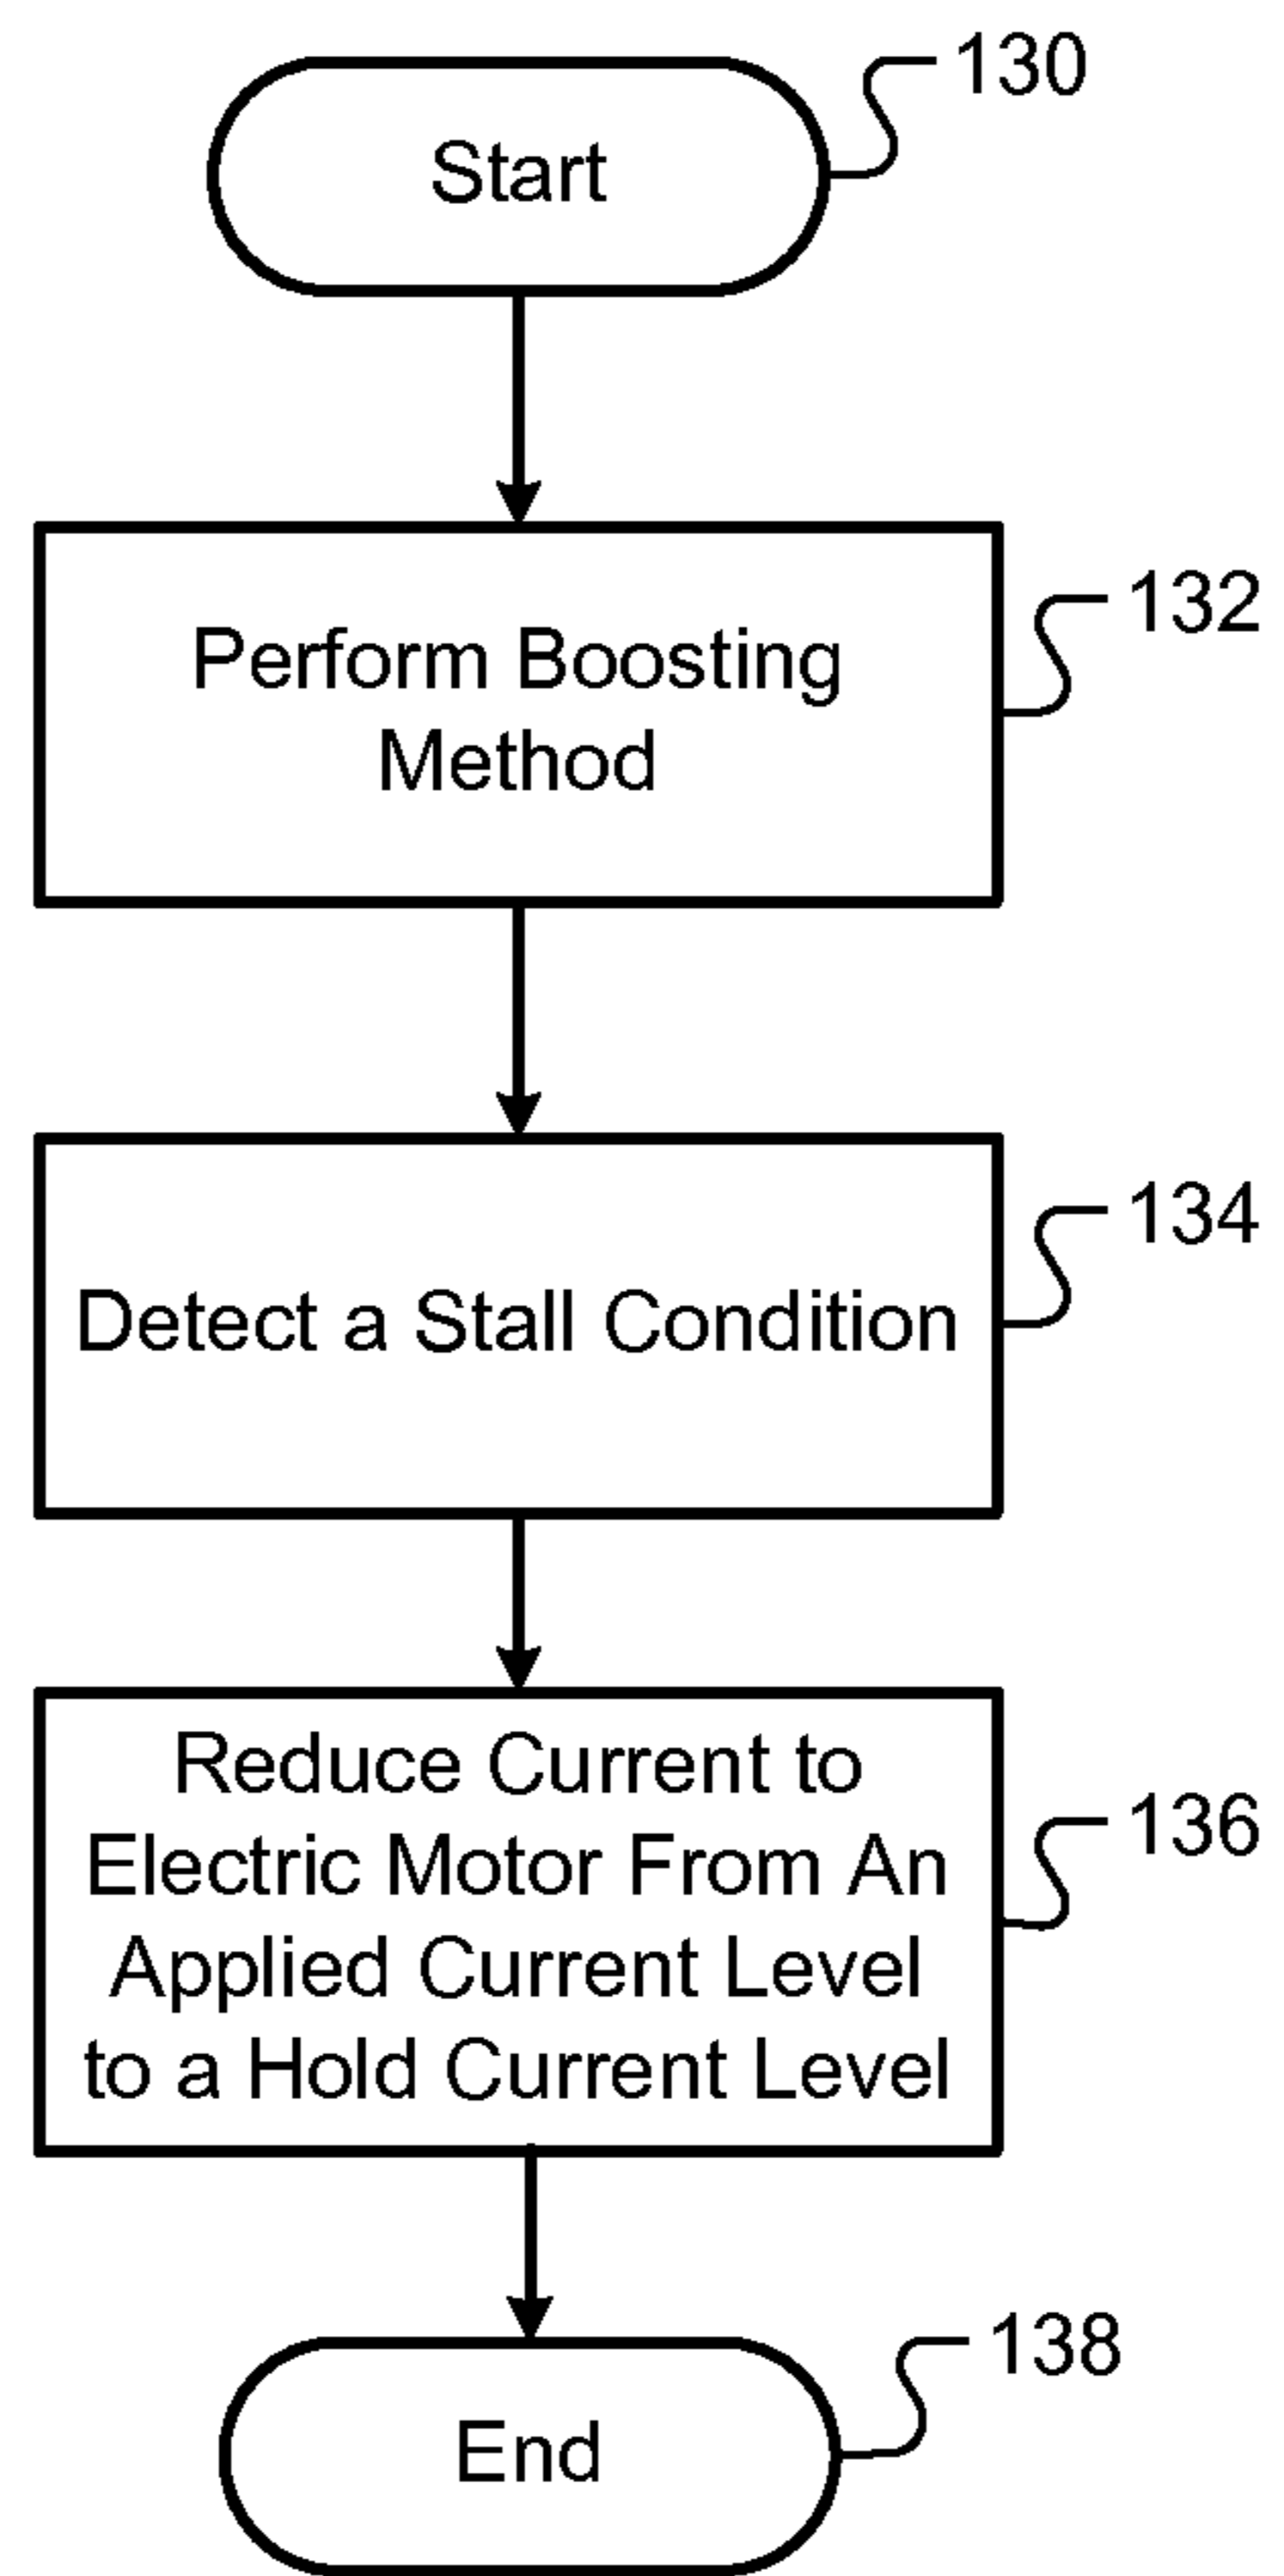 130
Start
132
Perform Boosting
Method
134
Detect a Stall Condition
136
Reduce Current to
Electric Motor From An
Applied Current Level
to a Hold Current Level
138
End